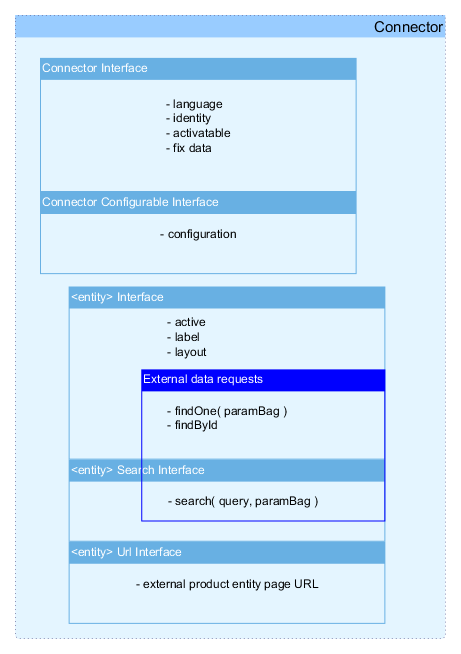 Connector
Connector Interface
- language
- identity
- activatable
- fix data
Connector Configurable Interface
- configuration
<entity> Interface
- active
- label
- layout
External data requests
- findOne( paramBag )
- findById
<entity> Search Interface
- search( query, paramBag )
<entity> Url Interface
- external product entity page URL